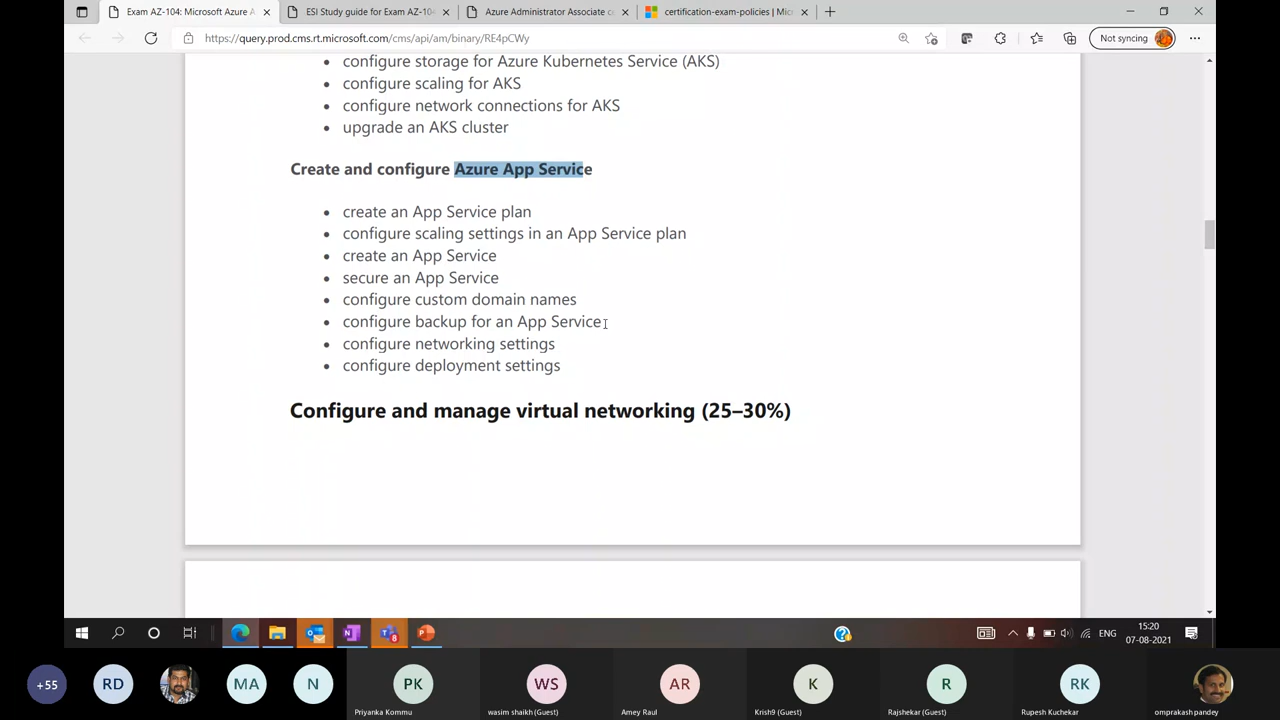 Exam AZ-104: Microsoft Azure A
ESI Study guide for Exam AZ-104
Azure Administrator Associate ce
certification-exam-policies | Mic
https://query.prod.cms.rt.microsoft.com/cms/api/am/binary/RE4pCWy
Not syncing
• configure storage for Azure Kubernetes Service (AKS)
• configure scaling for AKS
• configure network connections for AKS
• upgrade an AKS cluster
Create and configure Azure App Service
• create an App Service plan
• configure scaling settings in an App Service plan
• create an App Service
• secure an App Service
• configure custom domain names
• configure backup for an App Service
• configure networking settings
• configure deployment settings
Configure and manage virtual networking (25–30%)
8
ENG
15:20
07-08-2021
+55
RD
MA
N
PK
WS
AR
K
R
RK
Priyanka Kommu
wasim shaikh (Guest)
Amey Raul
Krish9 (Guest)
Rajshekar (Guest)
Rupesh Kuchekar
omprakash pandey